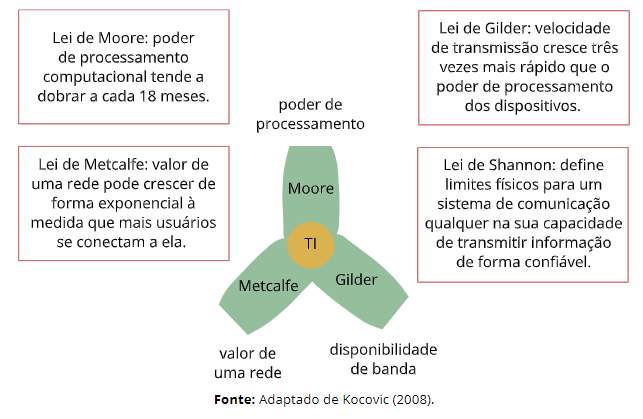 Lei de Moore: poder
de processamento
computacional tende a
dobrar a cada 18 meses.
Lei de Gilder: velocidade
de transmissão cresce três
vezes mais rápido que o
poder de processamento
dos dispositivos.
Lei de Metcalfe: valor de
uma rede pode crescer de
forma exponencial à
medida que mais usuários
se conectam a ela.
Lei de Shannon: define
limites físicos para um
sistema de comunicação
qualquer na sua capacidade
de transmitir informação
de forma confiável.
poder de
processamento
Moore
TI
Metcalfe
Gilder
valor de
uma rede
disponibilidade
de banda
Fonte: Adaptado de Kocovic (2008).